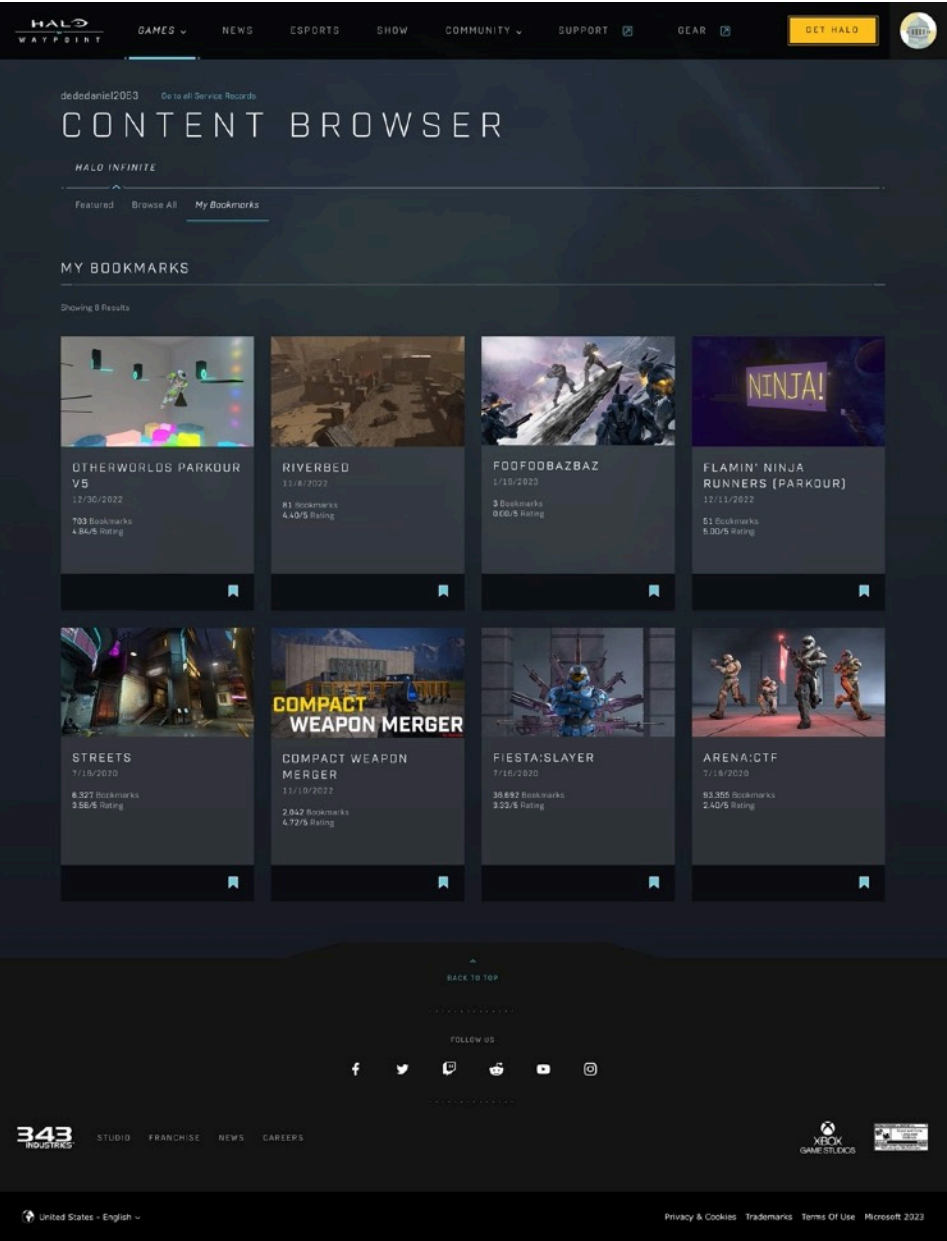 HALO
WAYPOINT
GAMES
NEWS
ESPORTS
SHOW
COMMUNITY
SUPPORT
GEAR
GET HALO
dededaniel2063 Go to all Service Records
CONTENT BROWSER
HALO INFINITE
Featured Browse All My Bookmarks
MY BOOKMARKS
Showing 8 Results
NINJA!
OTHERWORLDS PARKOUR
V5
12/30/2022
703 Bookmarks
4.84/5 Rating
RIVERBED
11/8/2022
81 Bookmarks
4.40/5 Rating
FOOFOOBAZBAZ
1/19/2023
3 Bookmarks
0.00/5 Rating
FLAMIN' NINJA
RUNNERS (PARKOUR)
12/11/2022
51 Bookmarks
5.00/5 Rating
COMPACT
WEAPON MERGER
STREETS
7/19/2020
6,327 Bookmarks
3.58/5 Rating
COMPACT WEAPON
MERGER
11/10/2022
2,042 Bookmarks
4.72/5 Rating
FIESTA:SLAYER
7/16/2020
36,692 Bookmarks
3.33/5 Rating
ARENA:CTF
7/19/2020
93,355 Bookmarks
2.40/5 Rating
BACK TO TOP
FOLLOW US
343
INDUSTRIES
STUDIO FRANCHISE NEWS CAREERS
XBOX
GAME STUDIOS
United States - English
Privacy & Cookies Trademarks Terms Of Use Microsoft 2023